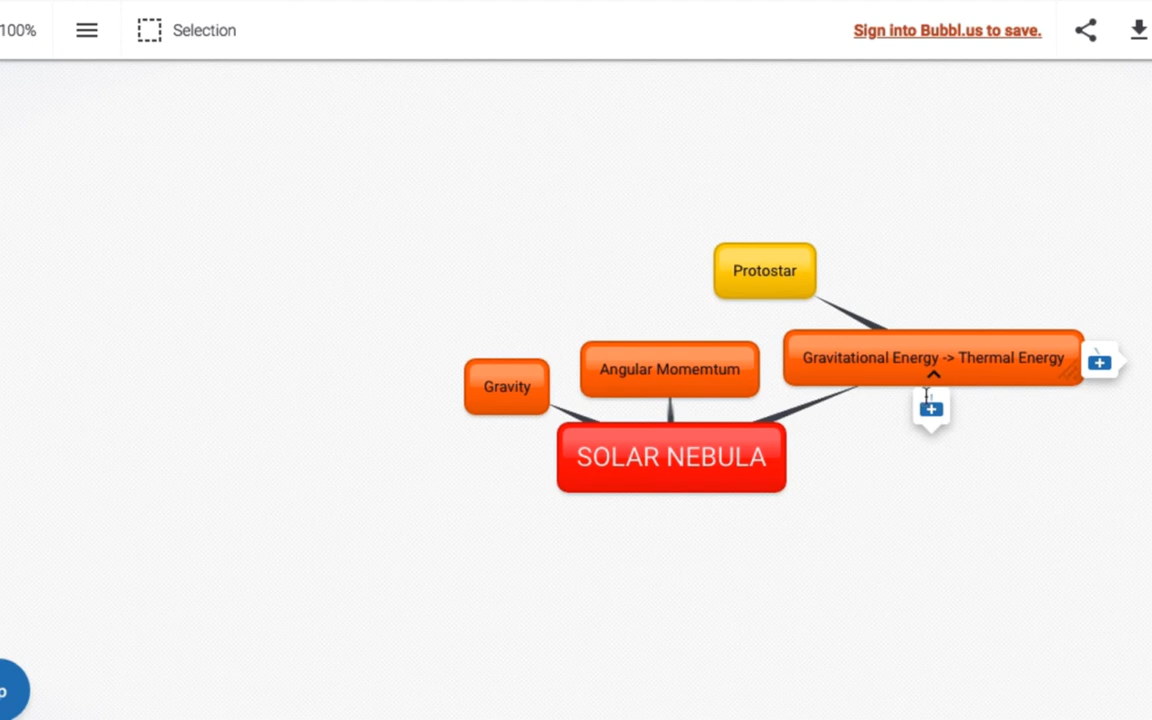 100%
Selection
Sign into Bubbl.us to save.
Protostar
Gravitational Energy -> Thermal Energy
Angular Momemtum
Gravity
SOLAR NEBULA
p